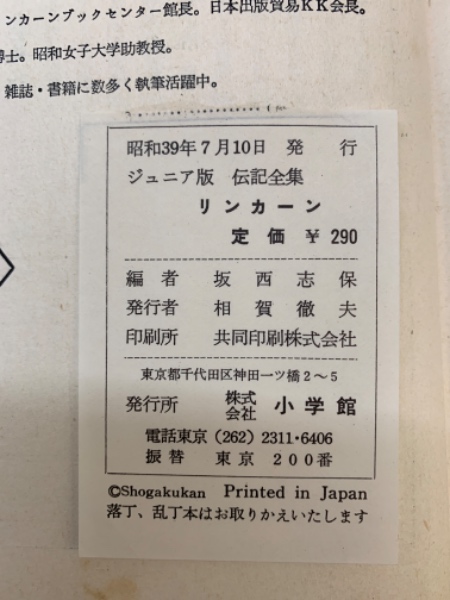 ンカーンブックセンター館長。日本出版貿易KK会長。
博士。昭和女子大学助教授。
雑誌・書籍に数多く執筆活躍中。
昭和39年7月10日 発 行
ジュニア版 伝記全集
リンカーン
定 価 ¥ 290
編 者 坂 西 志 保
発行者 相 賀 徹 夫
印刷所 共同印刷株式会社
東京都千代田区神田一ツ橋2〜5
発行所 株式会社 小学館
電話東京 (262) 2311・6406
振 替 東 京 200番
©Shogakukan Printed in Japan
落丁、乱丁本はお取りかえいたします